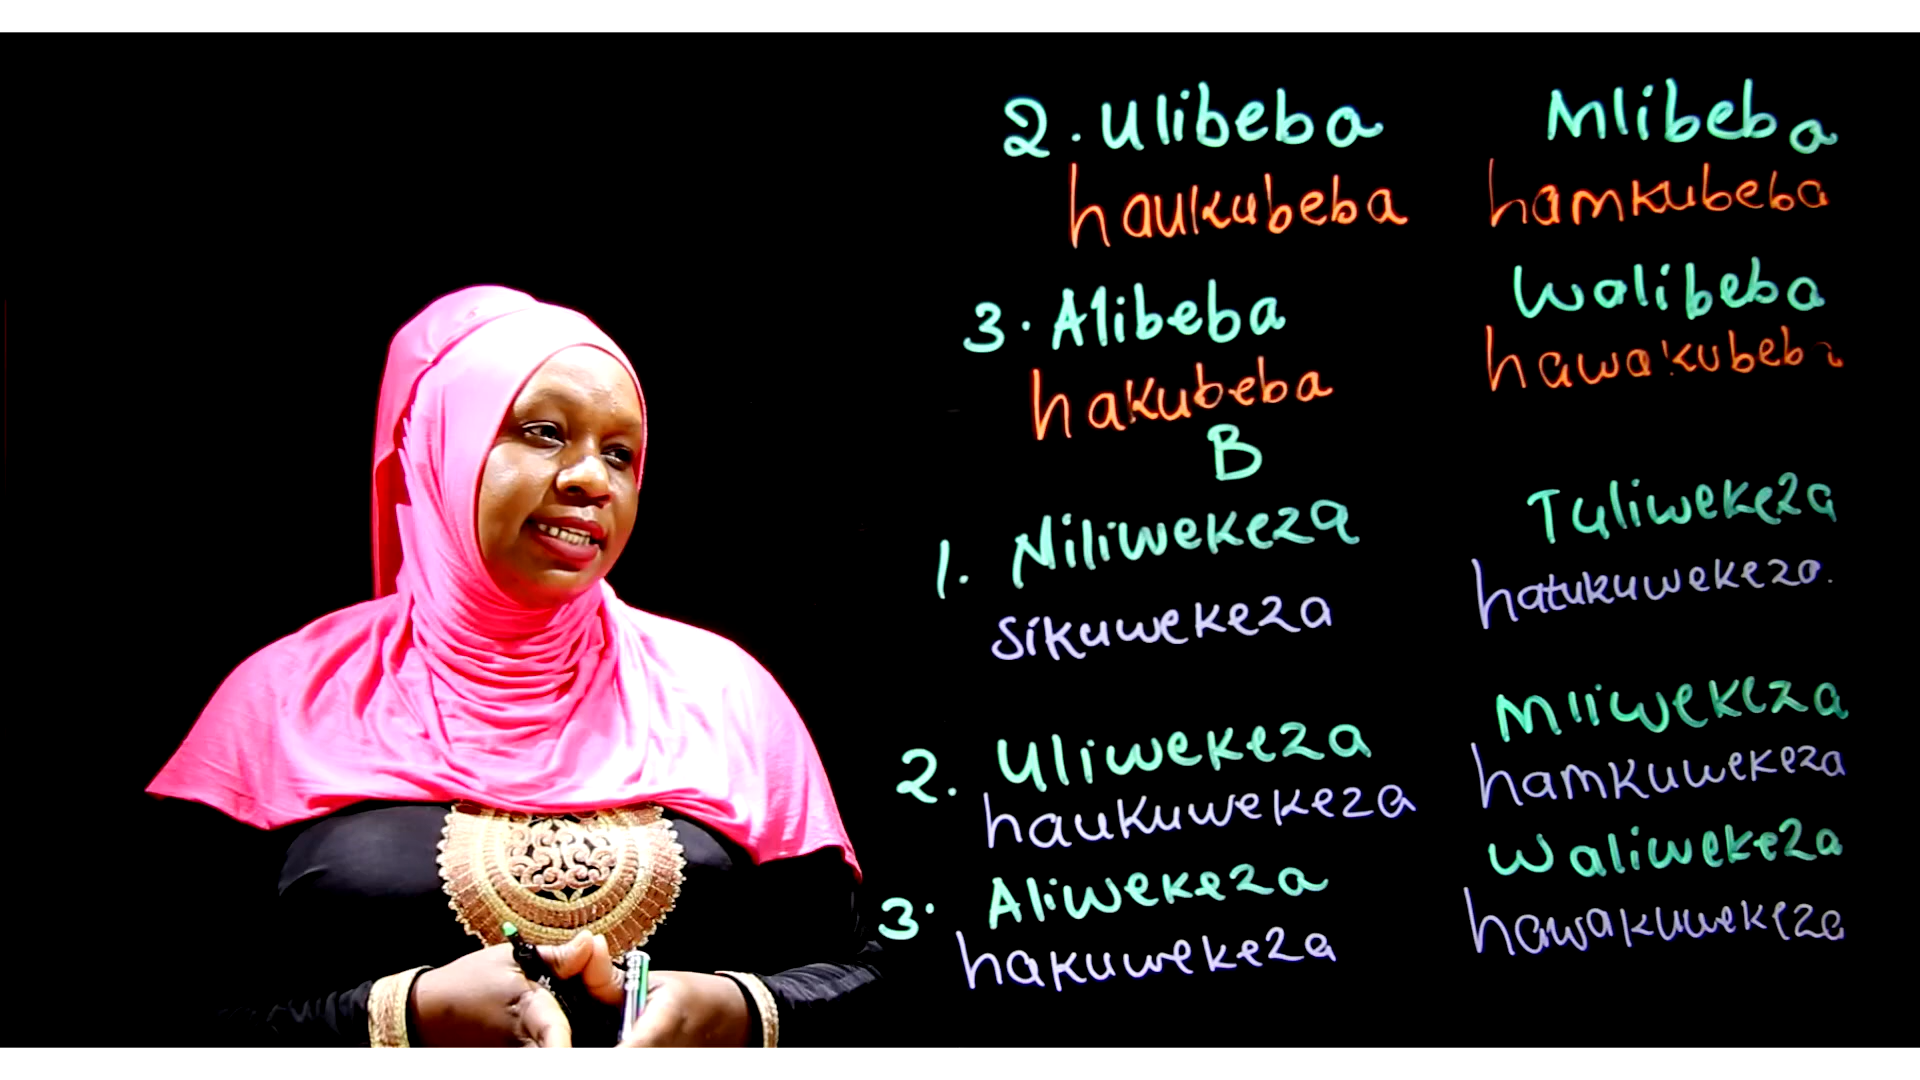 2. Ulibeba Mlibeba
haukubeba hamkubeba
3. Alibeba Walibeba
hakubeba hawakubeba
B
1. Niliwekeza Tuliwekeza
Sikuwekeza hatukuwekeza.
2. Uliwekeza Mliwekeza
haukuwekeza hamkuwekeza
3. Aliwekeza Waliwekeza
hakuwekeza hawakuwekeza